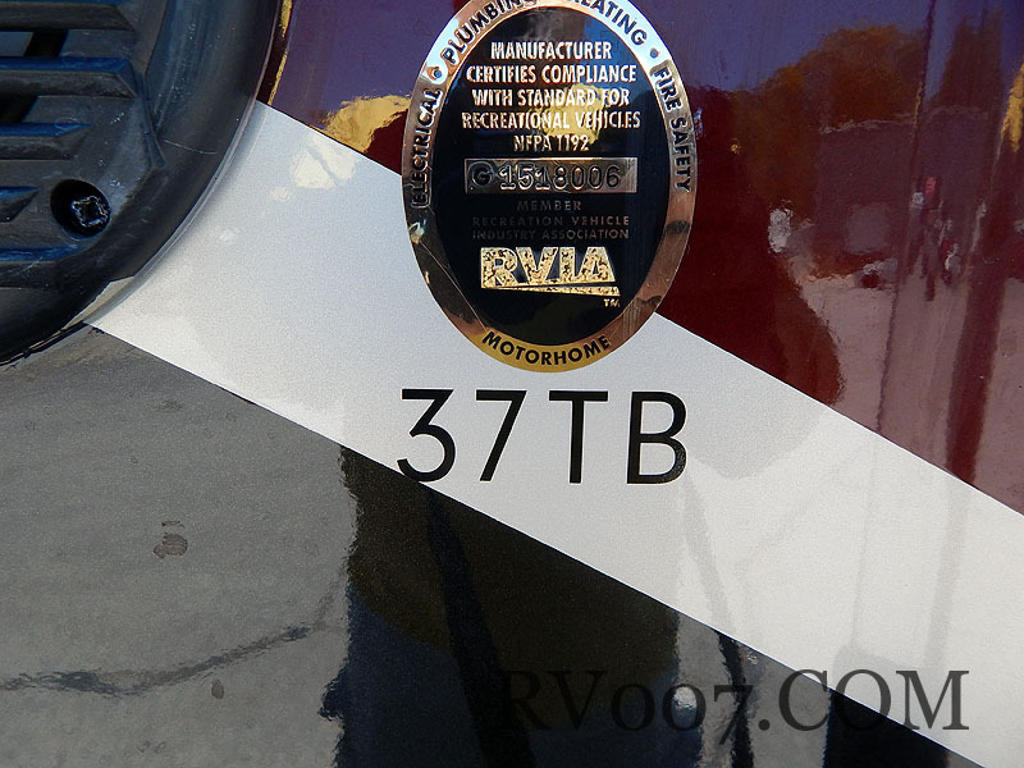 ELECTRICAL • PLUMBING • HEATING • FIRE SAFETY
MANUFACTURER
CERTIFIES COMPLIANCE
WITH STANDARD FOR
RECREATIONAL VEHICLES
NFPA 1192
G 1518006
MEMBER
RECREATION VEHICLE
INDUSTRY ASSOCIATION
RVIA
TM
MOTORHOME
37TB
RV007.COM